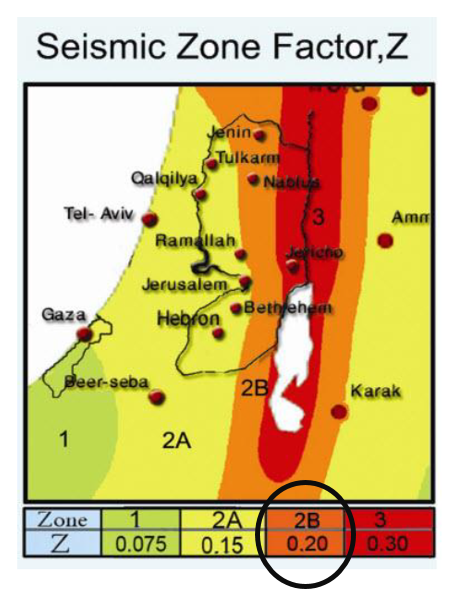 Seismic Zone Factor,Z
Jenin
Tulkarm
Qalqilya
Nablus
Tel- Aviv
3
Amm
Ramallah
Jericho
Jerusalem
Gaza
Hebron
Bethlehem
Beer-seba
2B
Karak
1
2A
Zone 1 2A 2B 3
Z 0.075 0.15 0.20 0.30